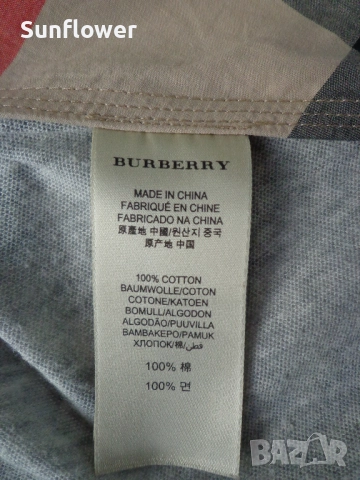 Sunflower
BURBERRY
MADE IN CHINA
FABRIQUÉ EN CHINE
FABRICADO NA CHINA
原產地 中國/원산지 중국
原产地 中国
100% COTTON
BAUMWOLLE/COTON
COTONE/KATOEN
BOMULL/ALGODON
ALGODÃO/PUUVILLA
BAMBAKEPO/PAMUK
ХЛОПОК/棉/قطن
100% 棉
100% 면
BAZAR